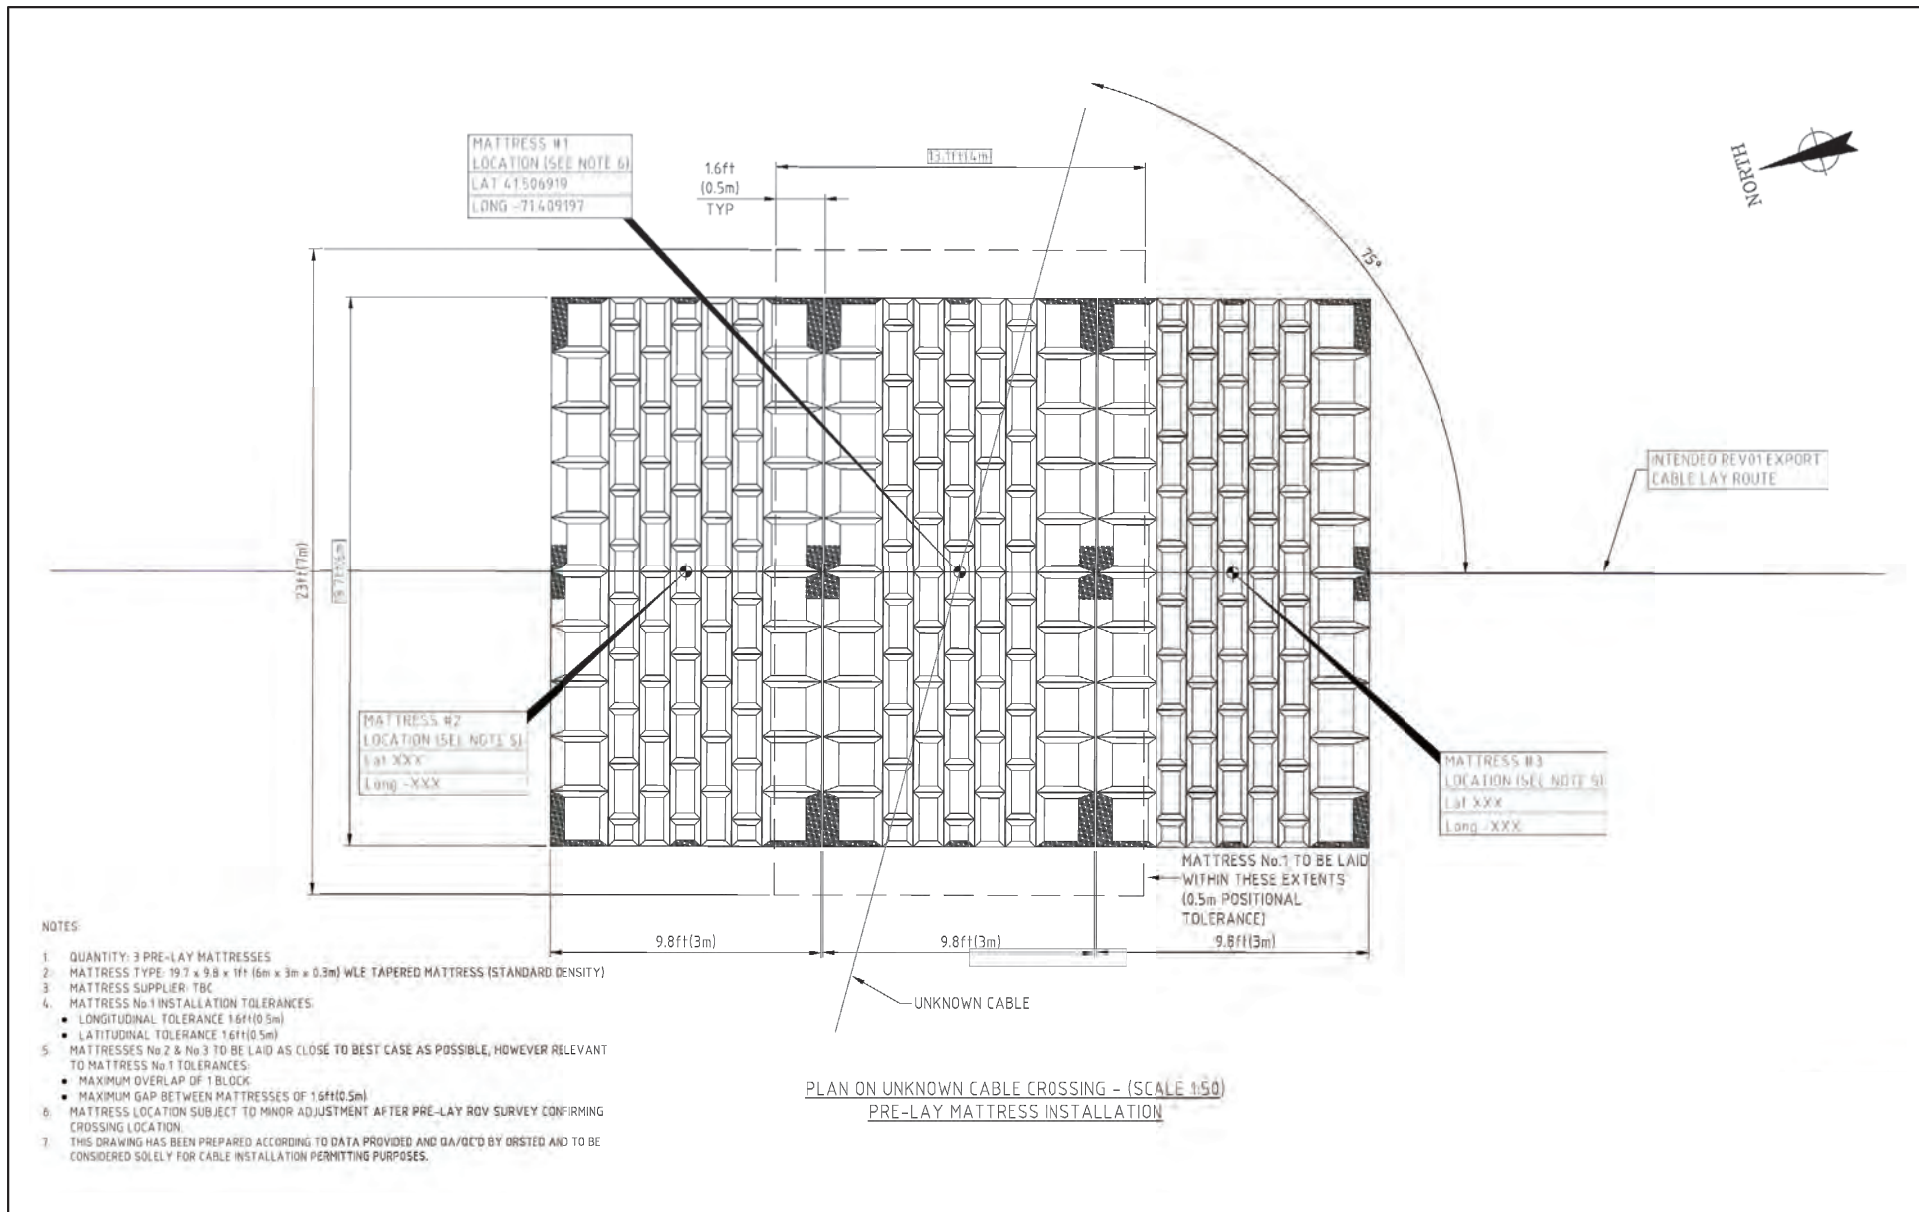 MATTRESS #1
LOCATION (SEE NOTE 6)
LAT 41.506919
LONG -71.409197
1.6ft
(0.5m)
TYP
13.1ft(4m)
NORTH
75°
INTENDED REV01 EXPORT
CABLE LAY ROUTE
23ft(7m)
MATTRESS #2
LOCATION (SEE NOTE 5)
Lat XXX
Long -XXX
MATTRESS #3
LOCATION (SEE NOTE 5)
Lat XXX
Long -XXX
MATTRESS No.1 TO BE LAID
WITHIN THESE EXTENTS
(0.5m POSITIONAL
TOLERANCE)
9.8ft(3m)
9.8ft(3m)
9.8ft(3m)
UNKNOWN CABLE
NOTES
1. QUANTITY: 3 PRE-LAY MATTRESSES
2. MATTRESS TYPE: 19.7 x 9.8 x 1ft (6m x 3m x 0.3m) WLE TAPERED MATTRESS (STANDARD DENSITY)
3. MATTRESS SUPPLIER: TBC
4. MATTRESS No.1 INSTALLATION TOLERANCES:
• LONGITUDINAL TOLERANCE 1.6ft(0.5m)
• LATITUDINAL TOLERANCE 1.6ft(0.5m)
5. MATTRESSES No.2 & No.3 TO BE LAID AS CLOSE TO BEST CASE AS POSSIBLE, HOWEVER RELEVANT
TO MATTRESS No.1 TOLERANCES:
• MAXIMUM OVERLAP OF 1 BLOCK
• MAXIMUM GAP BETWEEN MATTRESSES OF 1.6ft(0.5m)
6. MATTRESS LOCATION SUBJECT TO MINOR ADJUSTMENT AFTER PRE-LAY ROV SURVEY CONFIRMING
CROSSING LOCATION.
7. THIS DRAWING HAS BEEN PREPARED ACCORDING TO DATA PROVIDED AND QA/QC'D BY ORSTED AND TO BE
CONSIDERED SOLELY FOR CABLE INSTALLATION PERMITTING PURPOSES.
PLAN ON UNKNOWN CABLE CROSSING - (SCALE 1:50)
PRE-LAY MATTRESS INSTALLATION